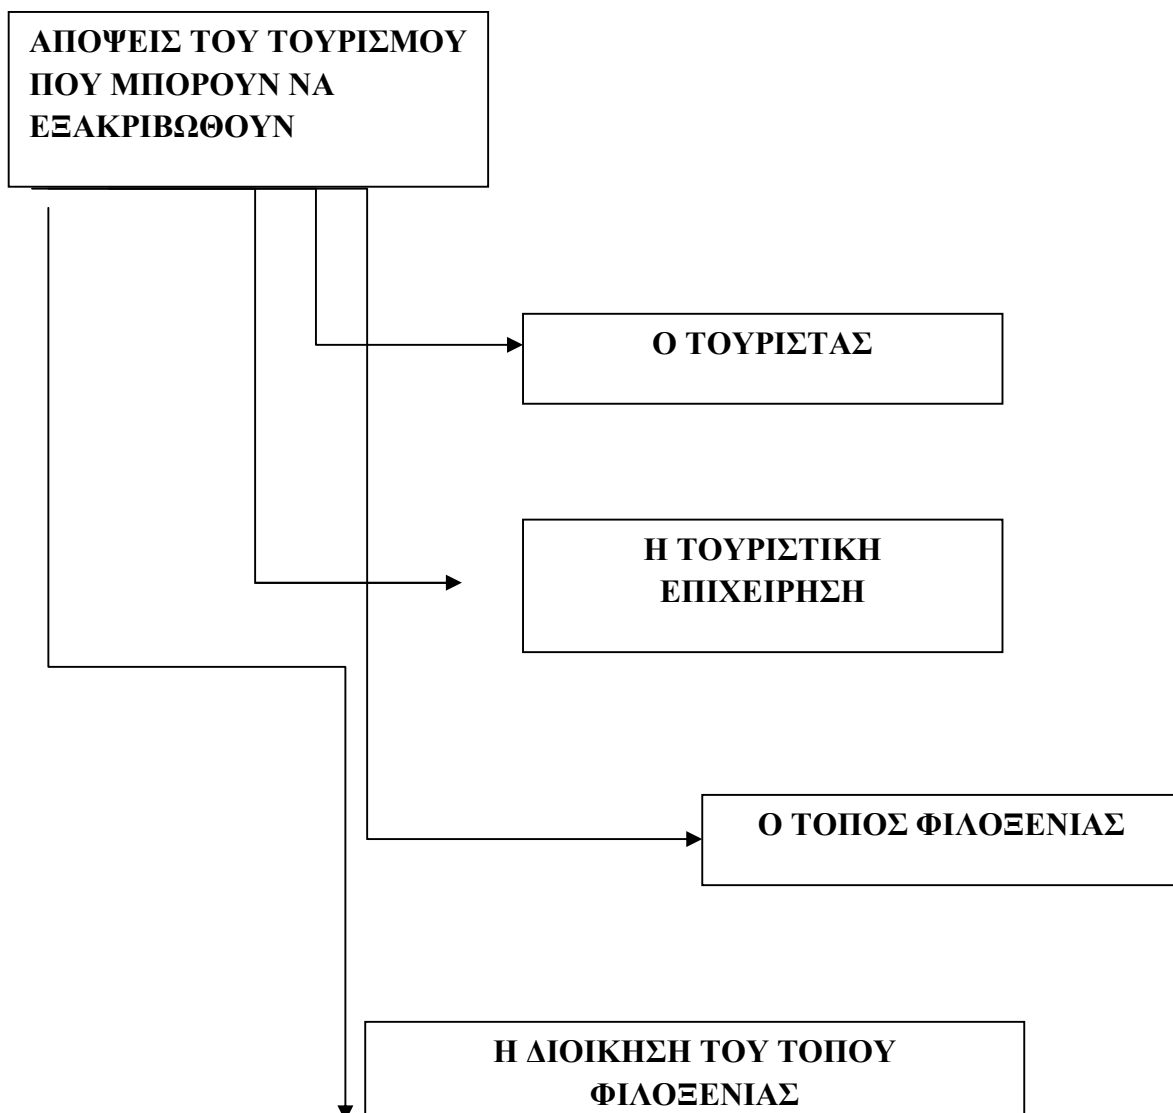 ΑΠΟΨΕΙΣ ΤΟΥ ΤΟΥΡΙΣΜΟΥ
ΠΟΥ ΜΠΟΡΟΥΝ ΝΑ
ΕΞΑΚΡΙΒΩΘΟΥΝ
Ο ΤΟΥΡΙΣΤΑΣ
Η ΤΟΥΡΙΣΤΙΚΗ
ΕΠΙΧΕΙΡΗΣΗ
Ο ΤΟΠΟΣ ΦΙΛΟΞΕΝΙΑΣ
Η ΔΙΟΙΚΗΣΗ ΤΟΥ ΤΟΠΟΥ
ΦΙΛΟΞΕΝΙΑΣ